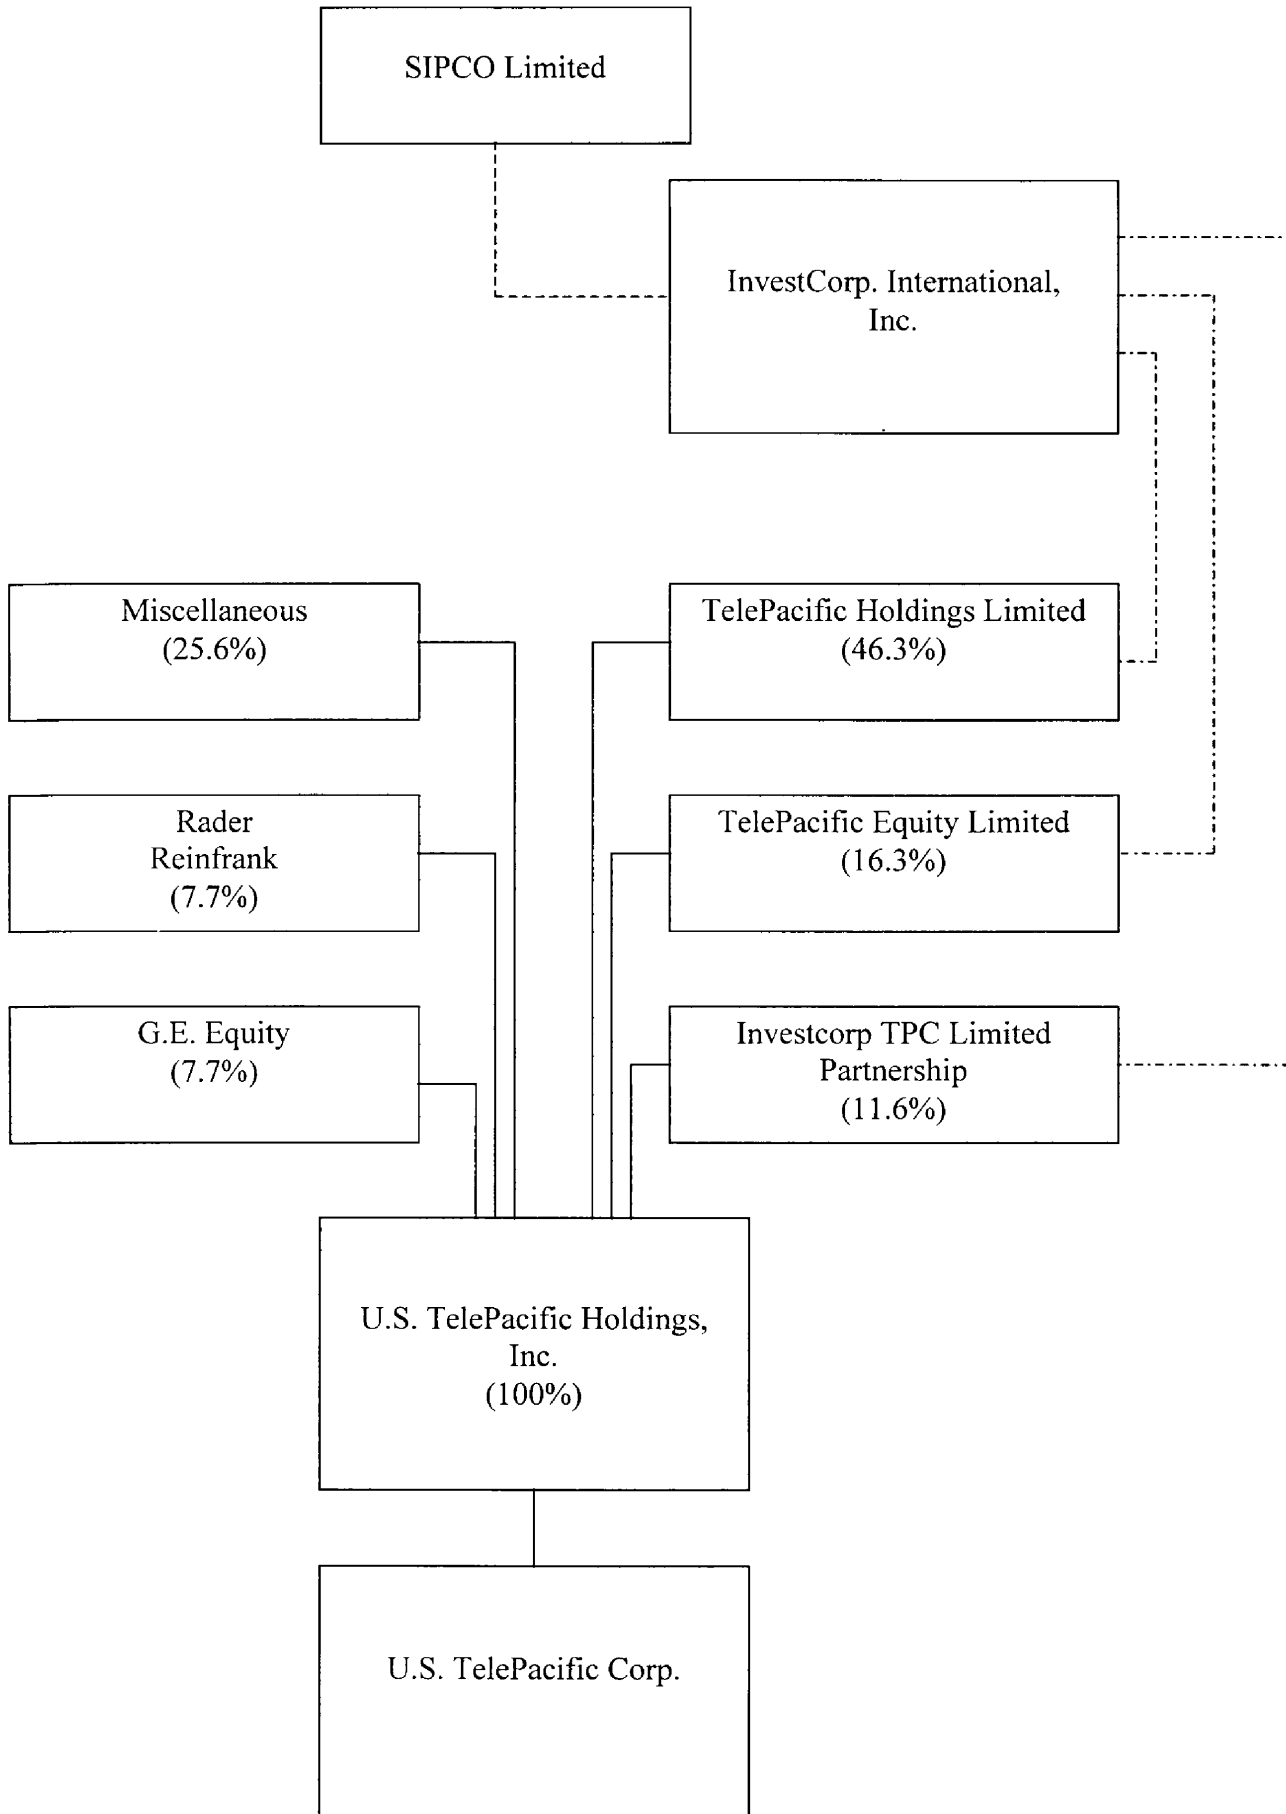 SIPCO Limited
InvestCorp. International,
Inc.
Miscellaneous
(25.6%)
TelePacific Holdings Limited
(46.3%)
Rader
Reinfrank
(7.7%)
TelePacific Equity Limited
(16.3%)
G.E. Equity
(7.7%)
Investcorp TPC Limited
Partnership
(11.6%)
U.S. TelePacific Holdings,
Inc.
(100%)
U.S. TelePacific Corp.